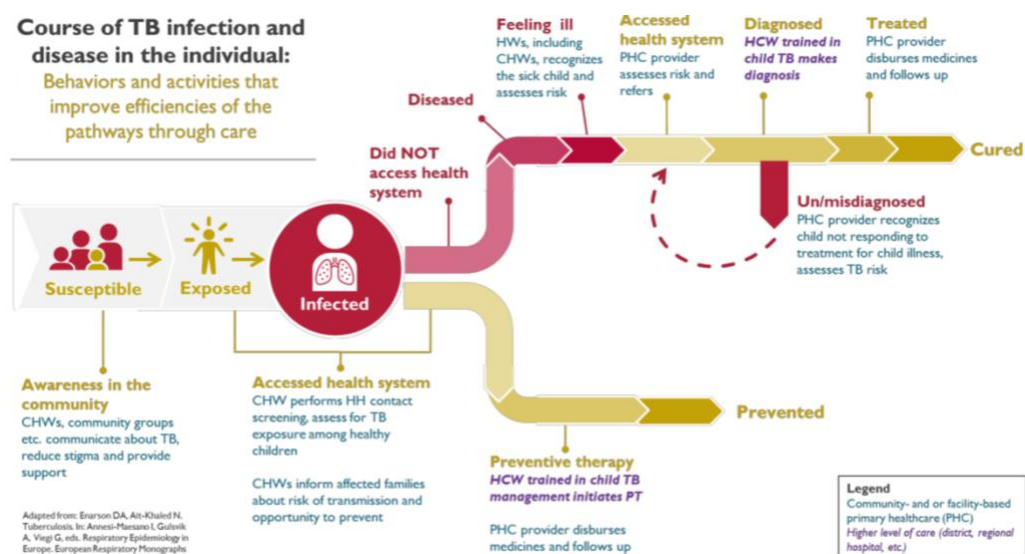 Course of TB infection and
disease in the individual:
Behaviors and activities that
improve efficiencies of the
pathways through care
Feeling ill
HWs, including
CHWs, recognizes
the sick child and
assesses risk
Accessed
health system
PHC provider
assesses risk and
refers
Diagnosed
HCW trained in
child TB makes
diagnosis
Treated
PHC provider
disburses medicines
and follows up
Diseased
Did NOT
access health
system
Cured
Un/misdiagnosed
PHC provider recognizes
child not responding to
treatment for child illness,
assesses TB risk
Susceptible
Exposed
Infected
Awareness in the
community
CHWs, community groups
etc. communicate about TB,
reduce stigma and provide
support
Accessed health system
CHW performs HH contact
screening, assess for TB
exposure among healthy
children
CHWs inform affected families
about risk of transmission and
opportunity to prevent
Prevented
Preventive therapy
HCW trained in child TB
management initiates PT
PHC provider disburses
medicines and follows up
Legend
Community- and or facility-based
primary healthcare (PHC)
Higher level of care (district, regional
hospital, etc.)
Adapted from: Enarson DA, Ait-Khaled N.
Tuberculosis. In: Annesi-Maesano I, Gulsvik
A, Viegi G, eds. Respiratory Epidemiology in
Europe. European Respiratory Monographs